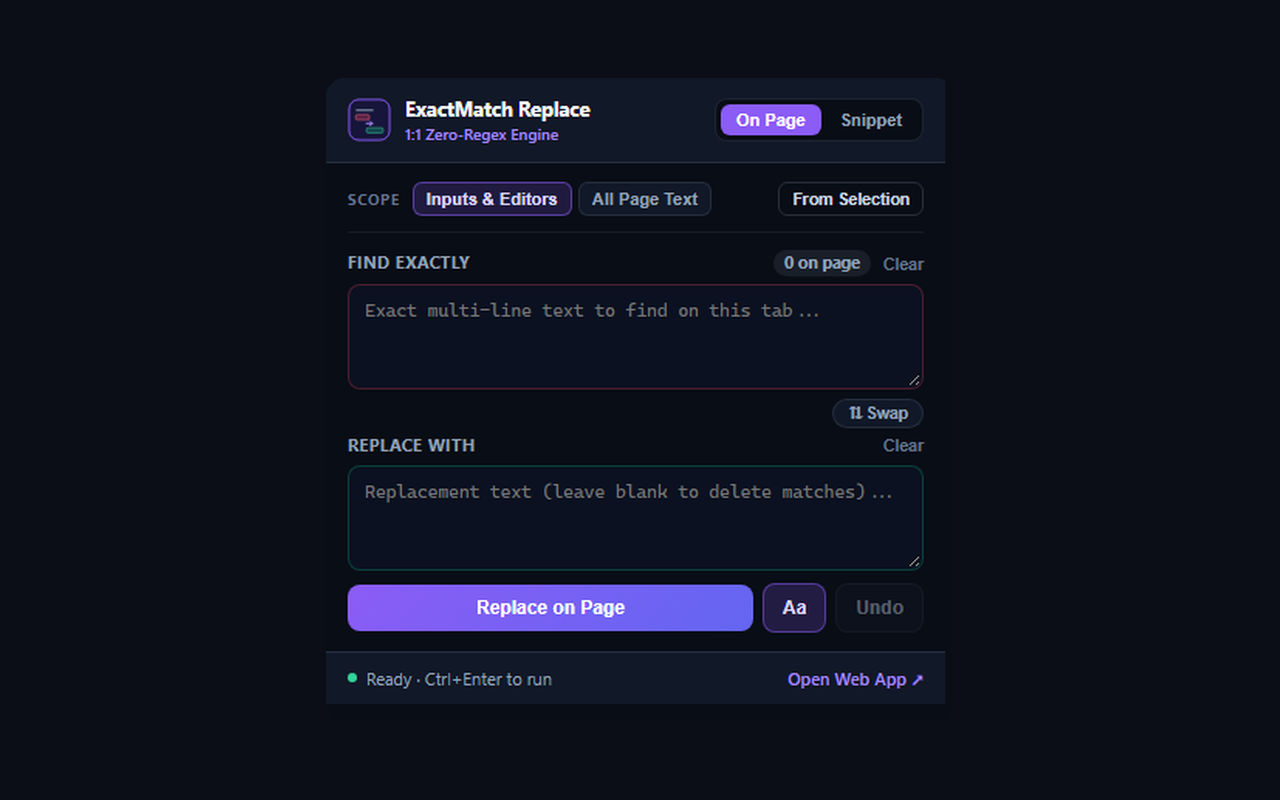 ExactMatch Replace
1:1 Zero-Regex Engine
On Page
Snippet
SCOPE
Inputs & Editors
All Page Text
From Selection
FIND EXACTLY
0 on page
Clear
Exact multi-line text to find on this tab...
⇅ Swap
REPLACE WITH
Clear
Replacement text (leave blank to delete matches)...
Replace on Page
Aa
Undo
Ready · Ctrl+Enter to run
Open Web App ↗